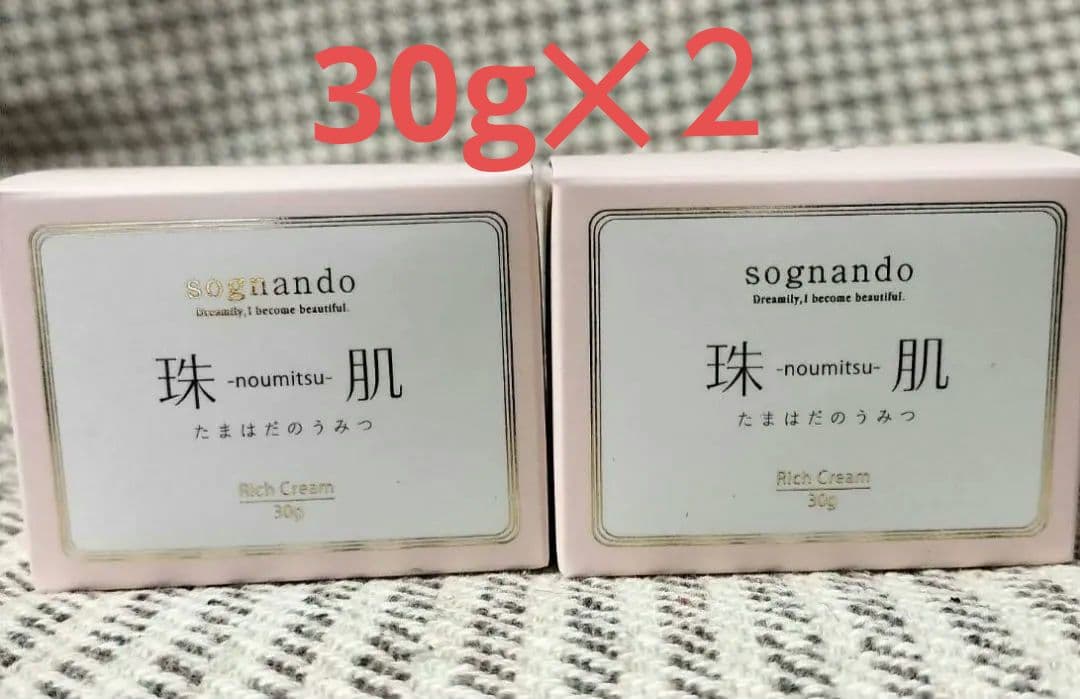 30g×2
sognando
Dreamily,I become beautiful.
珠 -noumitsu- 肌
たまはだのうみつ
Rich Cream
30g
sognando
Dreamily,I become beautiful.
珠 -noumitsu- 肌
たまはだのうみつ
Rich Cream
30g